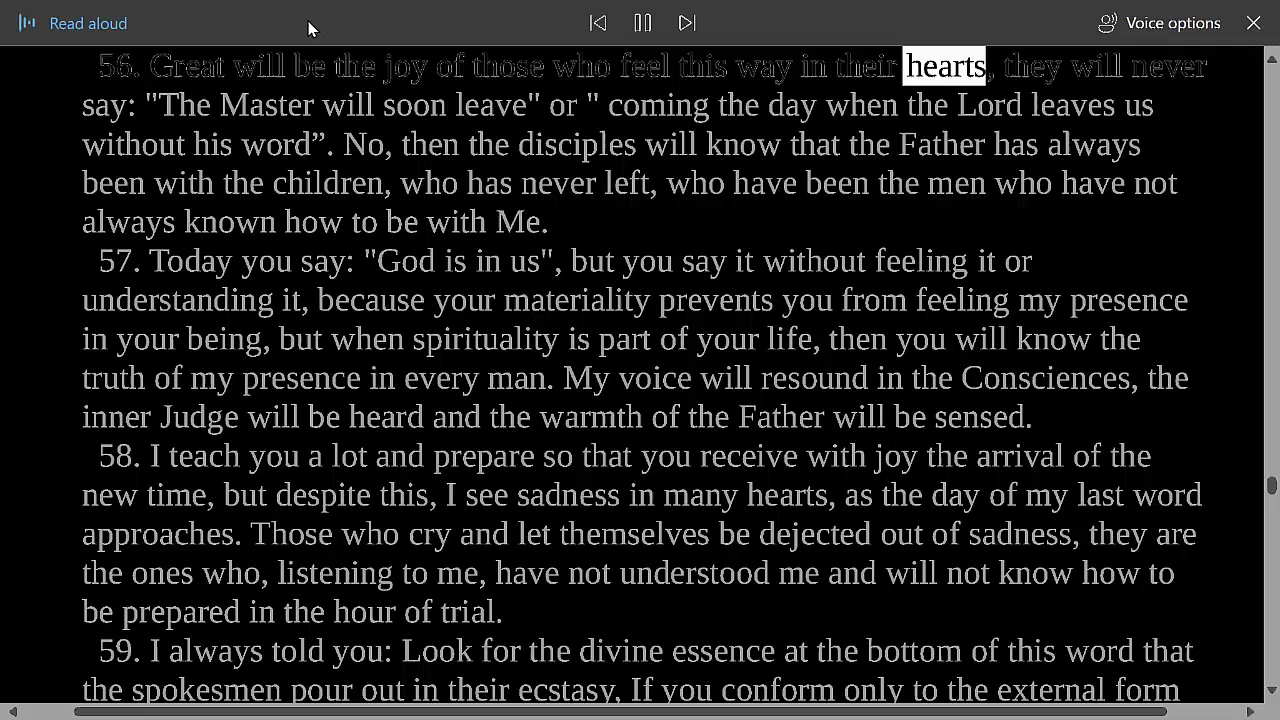 Read aloud
Voice options
56. Great will be the joy of those who feel this way in their hearts, they will never
say: "The Master will soon leave" or " coming the day when the Lord leaves us
without his word”. No, then the disciples will know that the Father has always
been with the children, who has never left, who have been the men who have not
always known how to be with Me.
57. Today you say: "God is in us", but you say it without feeling it or
understanding it, because your materiality prevents you from feeling my presence
in your being, but when spirituality is part of your life, then you will know the
truth of my presence in every man. My voice will resound in the Consciences, the
inner Judge will be heard and the warmth of the Father will be sensed.
58. I teach you a lot and prepare so that you receive with joy the arrival of the
new time, but despite this, I see sadness in many hearts, as the day of my last word
approaches. Those who cry and let themselves be dejected out of sadness, they are
the ones who, listening to me, have not understood me and will not know how to
be prepared in the hour of trial.
59. I always told you: Look for the divine essence at the bottom of this word that
the spokesmen pour out in their ecstasy, If you conform only to the external form